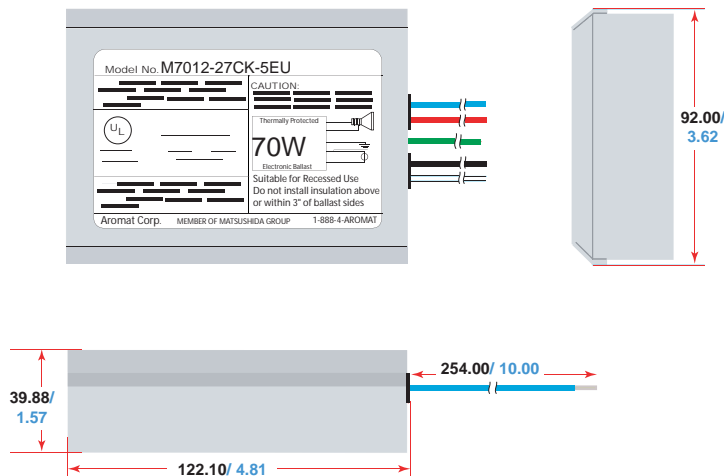 Model No. M7012-27CK-5EU
CAUTION:
UL
Thermally Protected
70W
Electronic Ballast
Suitable for Recessed Use
Do not install insulation above
or within 3" of ballast sides
Aromat Corp. MEMBER OF MATSUSHIDA GROUP 1-888-4-AROMAT
92.00/
3.62
254.00/ 10.00
39.88/
1.57
122.10/ 4.81